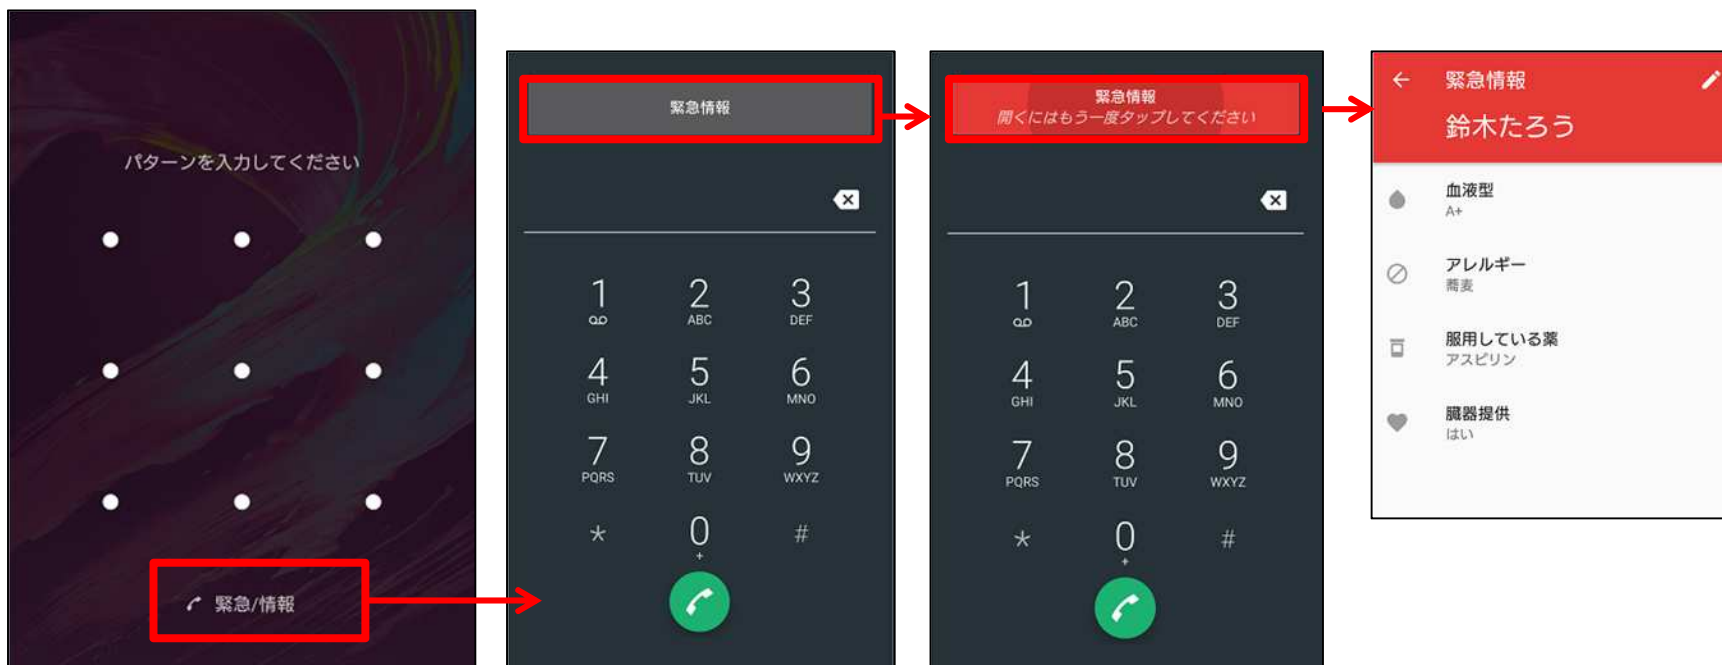 パターンを入力してください
緊急/情報
緊急情報
1
2 ABC
3 DEF
4 GHI
5 JKL
6 MNO
7 PQRS
8 TUV
9 WXYZ
*
0 +
#
緊急情報
開くにはもう一度タップしてください
1
2 ABC
3 DEF
4 GHI
5 JKL
6 MNO
7 PQRS
8 TUV
9 WXYZ
*
0 +
#
緊急情報
鈴木たろう
血液型
A+
アレルギー
蕎麦
服用している薬
アスピリン
臓器提供
はい